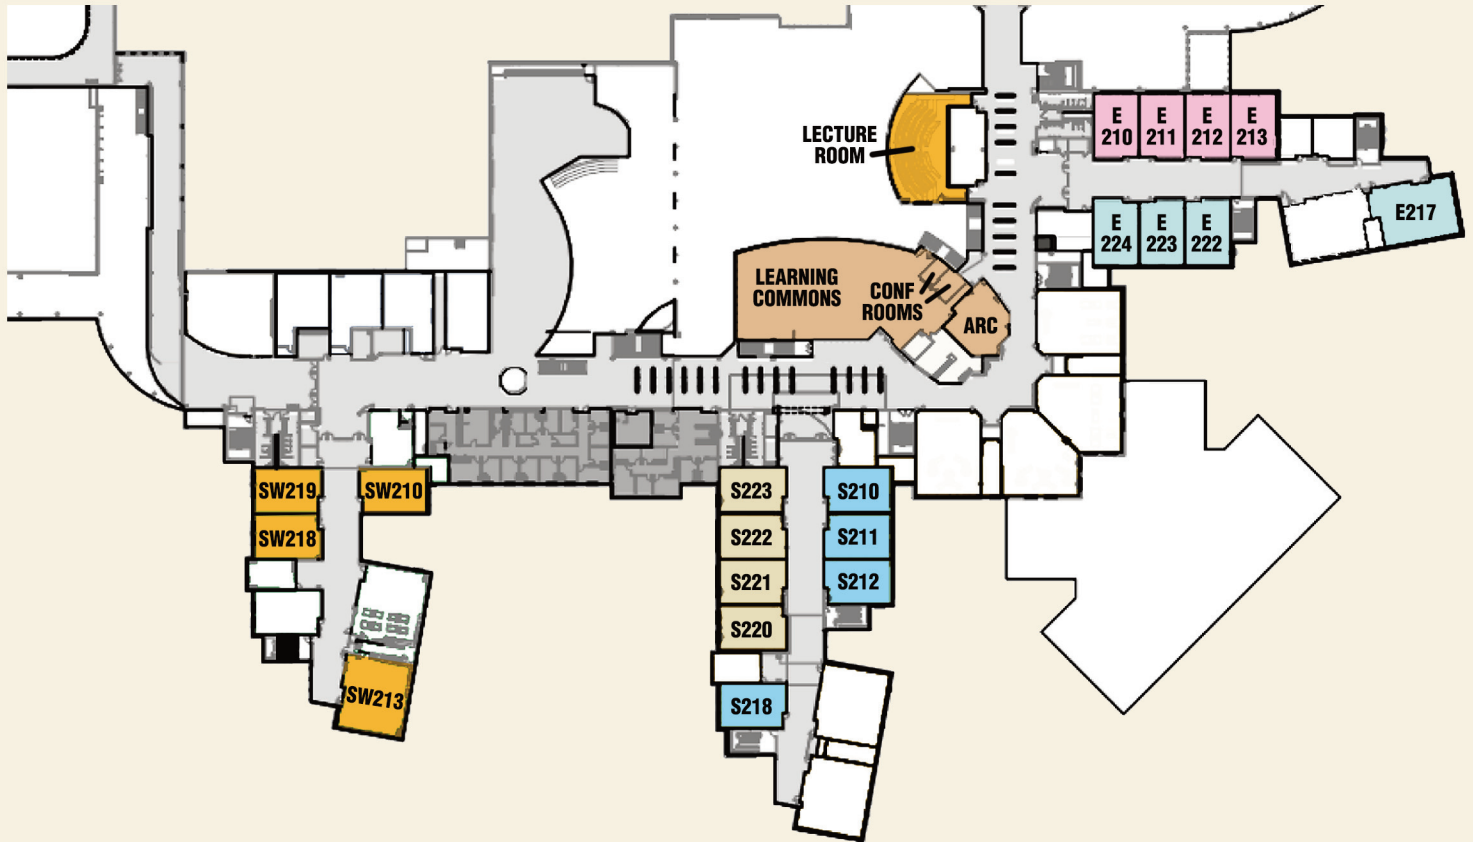 LECTURE
ROOM
E
210
E
211
E
212
E
213
E
224
E
223
E
222
E217
LEARNING
COMMONS
CONF
ROOMS
ARC
SW219
SW210
SW218
SW213
S223
S210
S222
S211
S221
S212
S220
S218